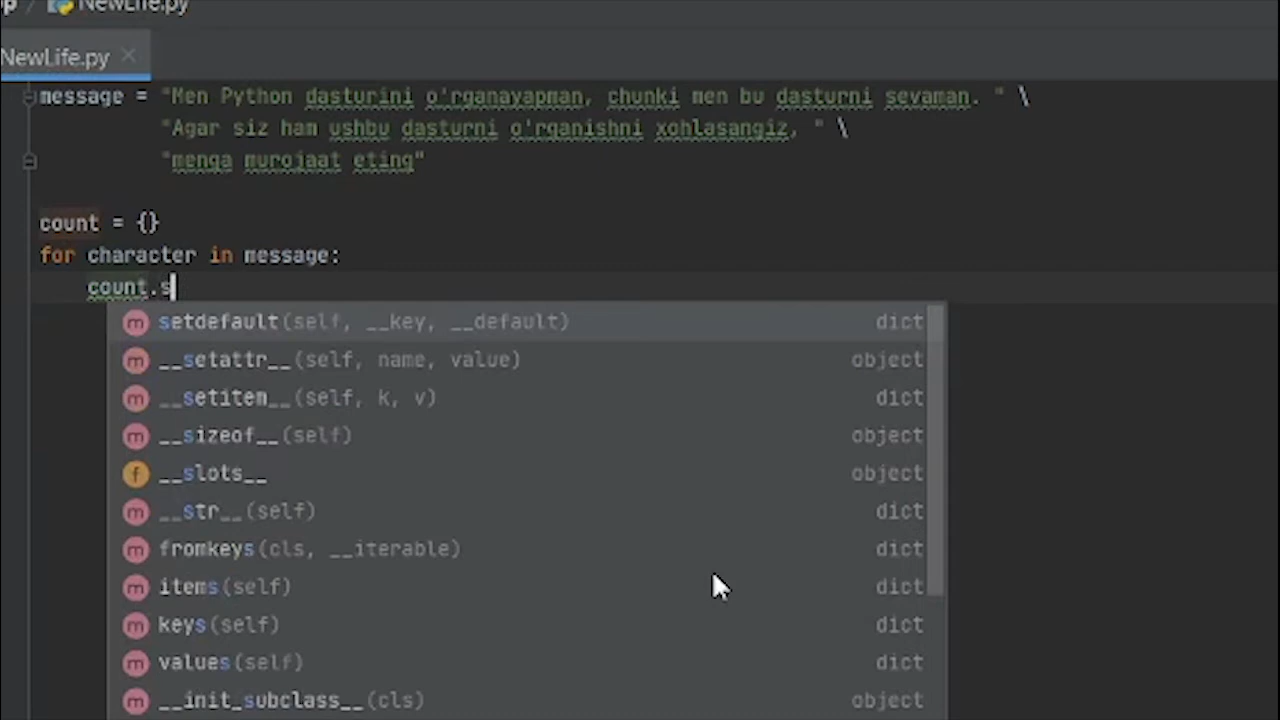 NewLife.py
NewLife.py
message = "Men Python dasturini o'rganayapman, chunki men bu dasturni sevaman. " \
"Agar siz ham ushbu dasturni o'rganishni xohlasangiz, " \
"menga murojaat eting"
count = {}
for character in message:
count.s
setdefault(self, __key, __default) dict
__setattr__(self, name, value) object
__setitem__(self, k, v) dict
__sizeof__(self) object
__slots__ object
__str__(self) dict
fromkeys(cls, __iterable) dict
items(self) dict
keys(self) dict
values(self) dict
__init_subclass__(cls) object